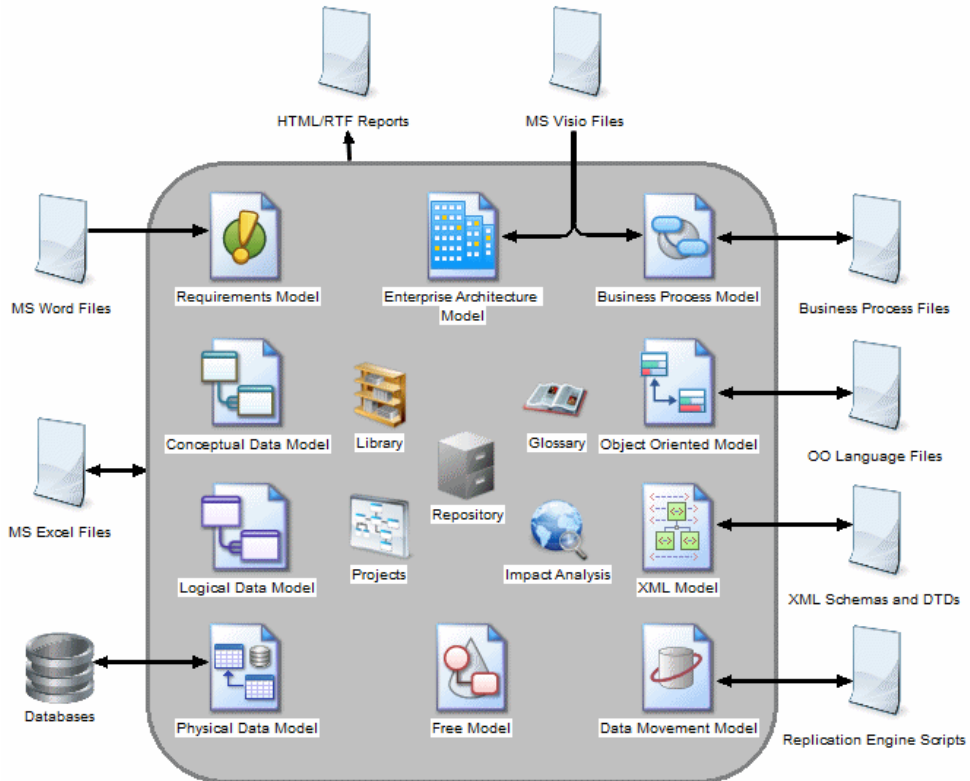 HTML/RTF Reports
MS Visio Files
MS Word Files
Requirements Model
Enterprise Architecture
Model
Business Process Model
Business Process Files
Conceptual Data Model
Library
Glossary
Object Oriented Model
OO Language Files
MS Excel Files
Repository
Logical Data Model
Projects
Impact Analysis
XML Model
XML Schemas and DTDs
Databases
Physical Data Model
Free Model
Data Movement Model
Replication Engine Scripts